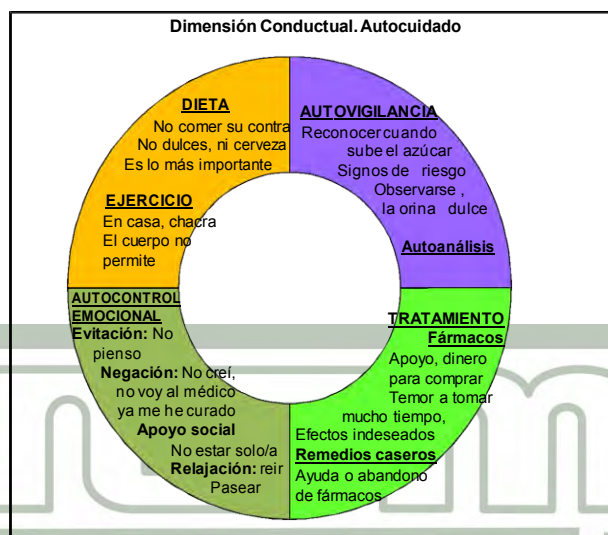 Dimensión Conductual. Autocuidado
DIETA
No comer su contra
No dulces, ni cerveza
Es lo más importante
EJERCICIO
En casa, chacra
El cuerpo no
permite
AUTOVIGILANCIA
Reconocer cuando
sube el azúcar
Signos de riesgo
Observarse ,
la orina dulce
Autoanálisis
AUTOCONTROL
EMOCIONAL
Evitación: No
pienso
Negación: No creí,
no voy al médico
ya me he curado
Apoyo social
No estar solo/a
Relajación: reir
Pasear
TRATAMIENTO
Fármacos
Apoyo, dinero
para comprar
Temor a tomar
mucho tiempo,
Efectos indeseados
Remedios caseros
Ayuda o abandono
de fármacos